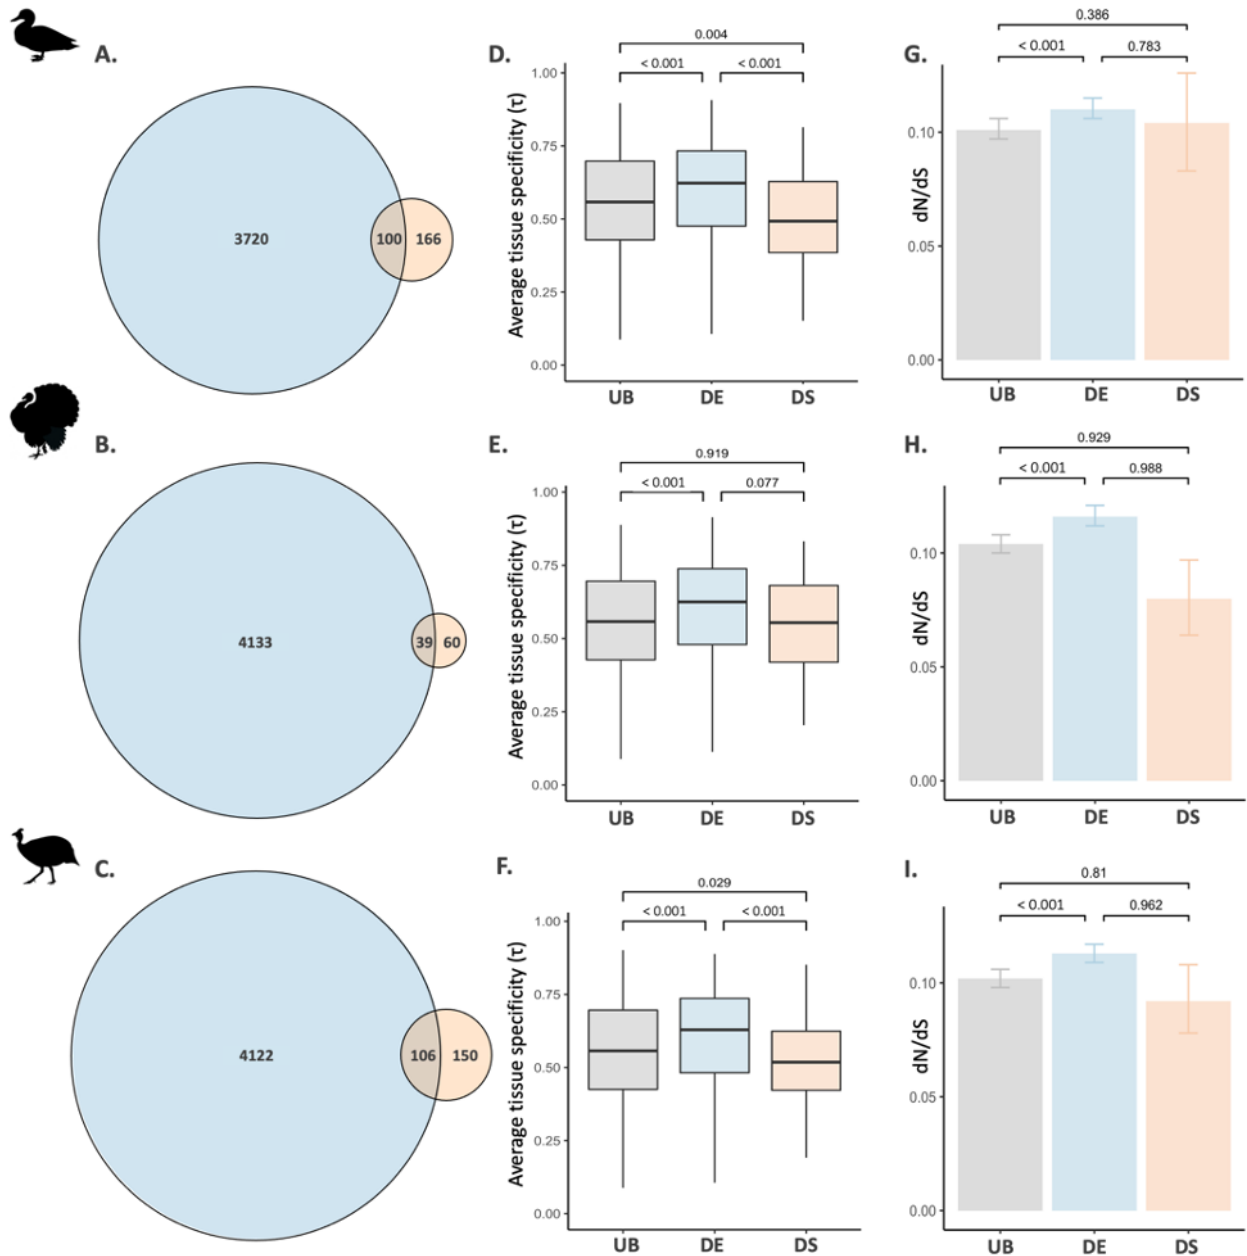 A.
3720
100
166
D.
0.004
< 0.001
< 0.001
Average tissue specificity (τ)
1.00
0.75
0.50
0.25
0.00
UB
DE
DS
G.
0.386
< 0.001
0.783
dN/dS
0.10
0.05
0.00
UB
DE
DS
B.
4133
39
60
E.
0.919
< 0.001
0.077
Average tissue specificity (τ)
1.00
0.75
0.50
0.25
0.00
UB
DE
DS
H.
0.929
< 0.001
0.988
dN/dS
0.10
0.05
0.00
UB
DE
DS
C.
4122
106
150
F.
0.029
< 0.001
< 0.001
Average tissue specificity (τ)
1.00
0.75
0.50
0.25
0.00
UB
DE
DS
I.
0.81
< 0.001
0.962
dN/dS
0.10
0.05
0.00
UB
DE
DS